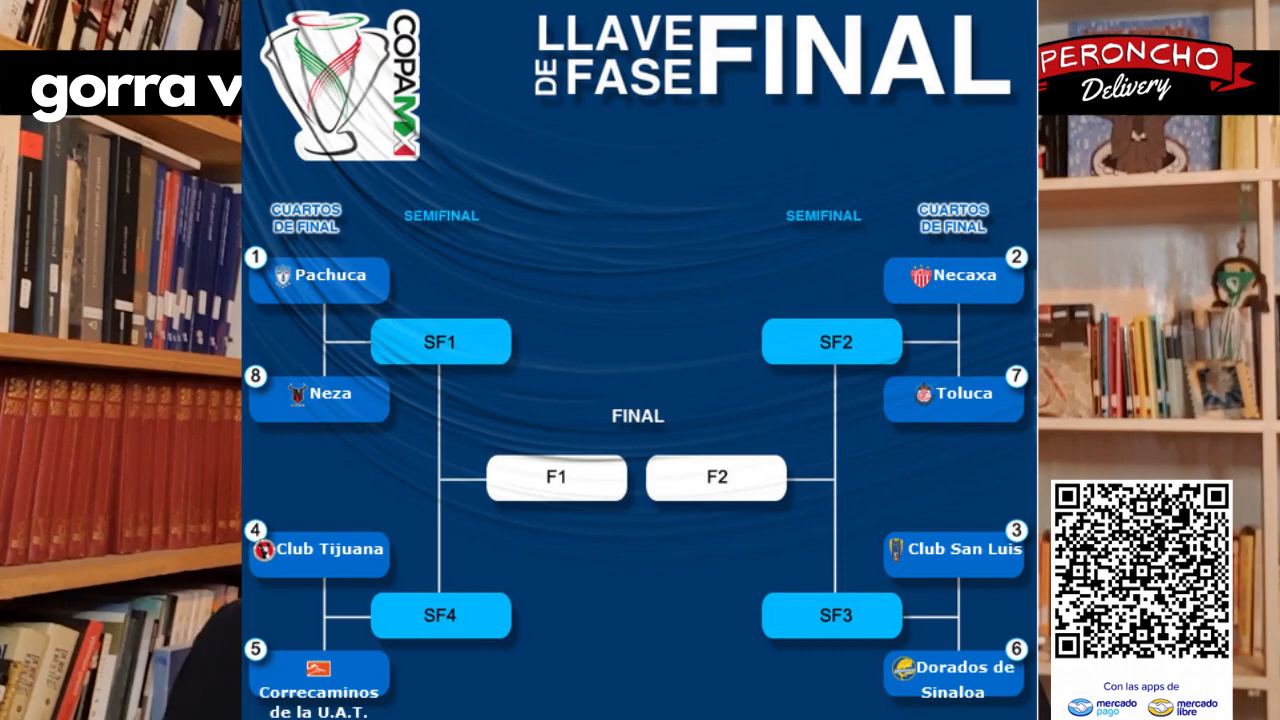 gorra v
COPAMX
LLAVE
DE FASE
FINAL
PERONCHO
Delivery
CUARTOS
DE FINAL
SEMIFINAL
SEMIFINAL
CUARTOS
DE FINAL
1
Pachuca
2
Necaxa
SF1
SF2
8
Neza
7
Toluca
FINAL
F1
F2
4
Club Tijuana
3
Club San Luis
SF4
SF3
5
Correcaminos
de la U.A.T.
6
Dorados de
Sinaloa
Con las apps de
mercado
pago
mercado
libre